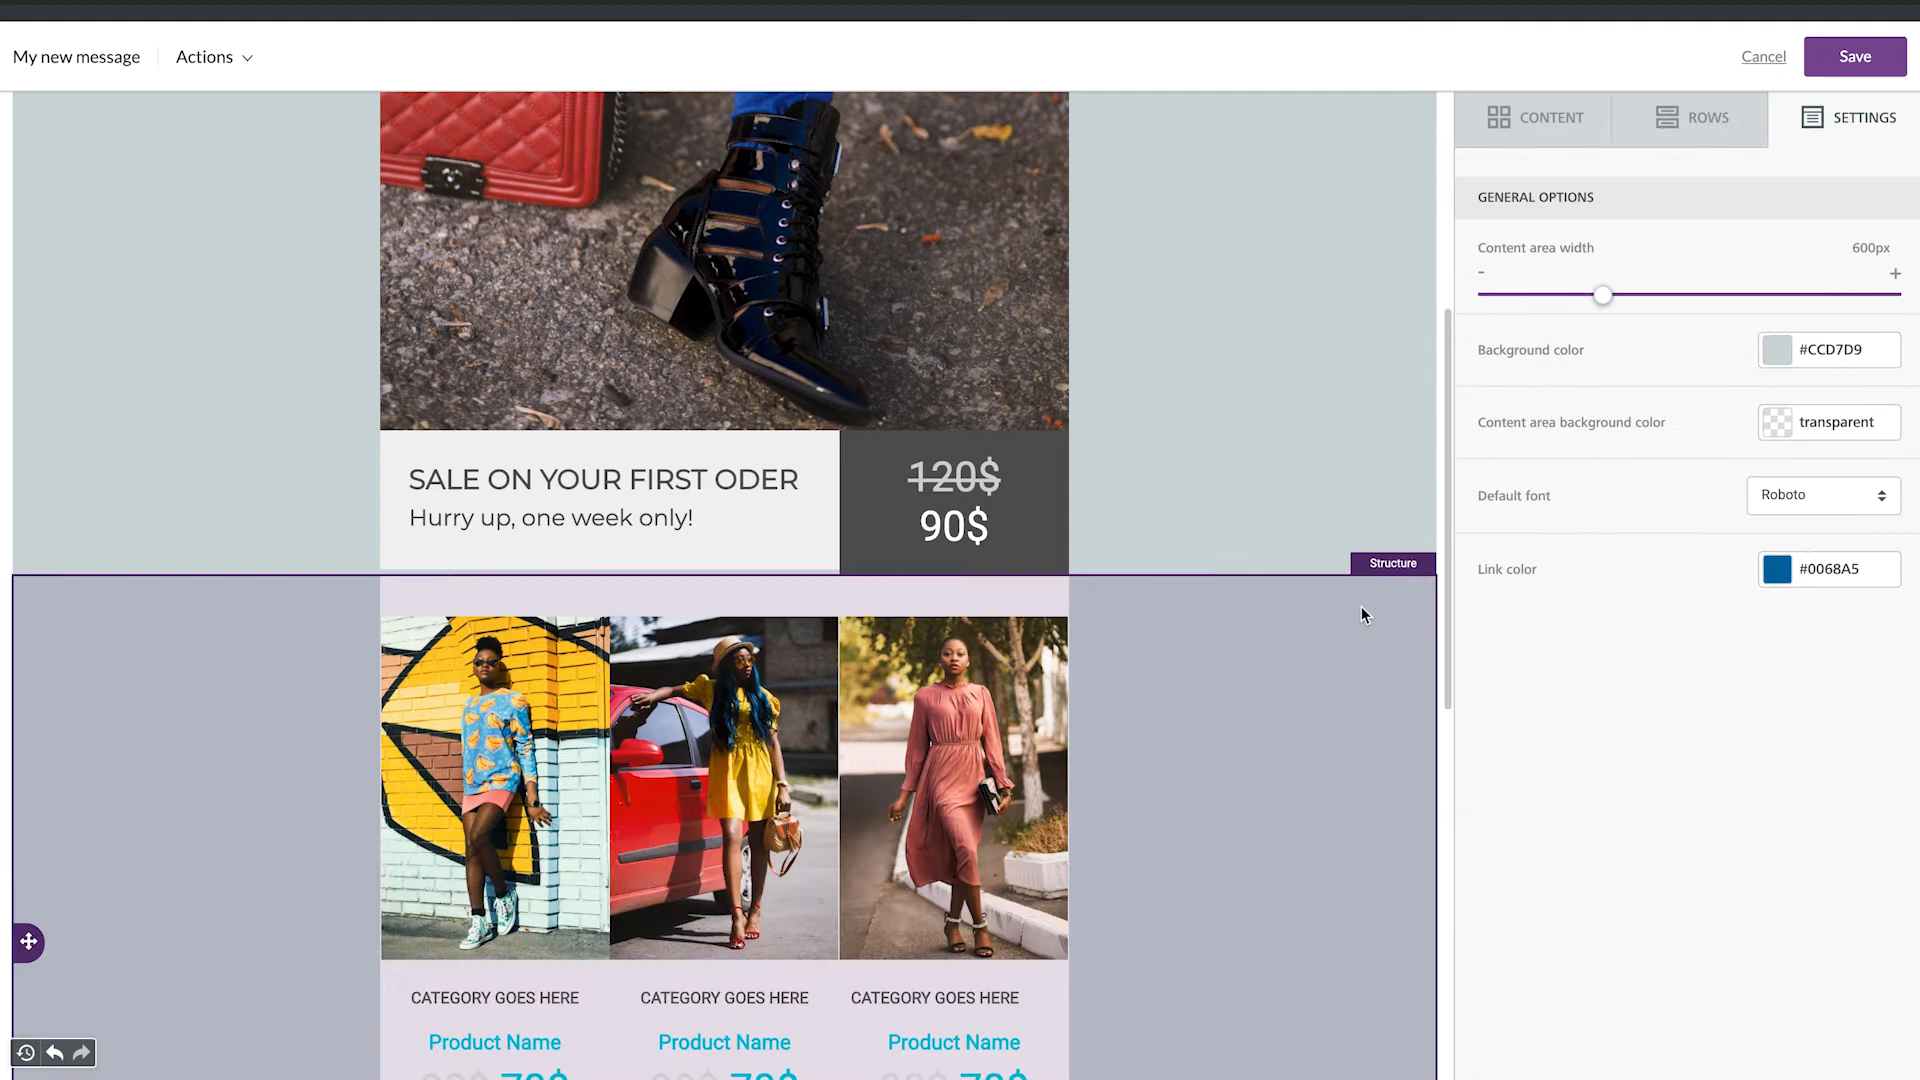 My new message
Actions
Cancel
Save
CONTENT
ROWS
SETTINGS
GENERAL OPTIONS
Content area width
600px
-
+
Background color
#CCD7D9
Content area background color
transparent
Default font
Roboto
Link color
#0068A5
SALE ON YOUR FIRST ODER
Hurry up, one week only!
120$
90$
Structure
CATEGORY GOES HERE
CATEGORY GOES HERE
CATEGORY GOES HERE
Product Name
Product Name
Product Name